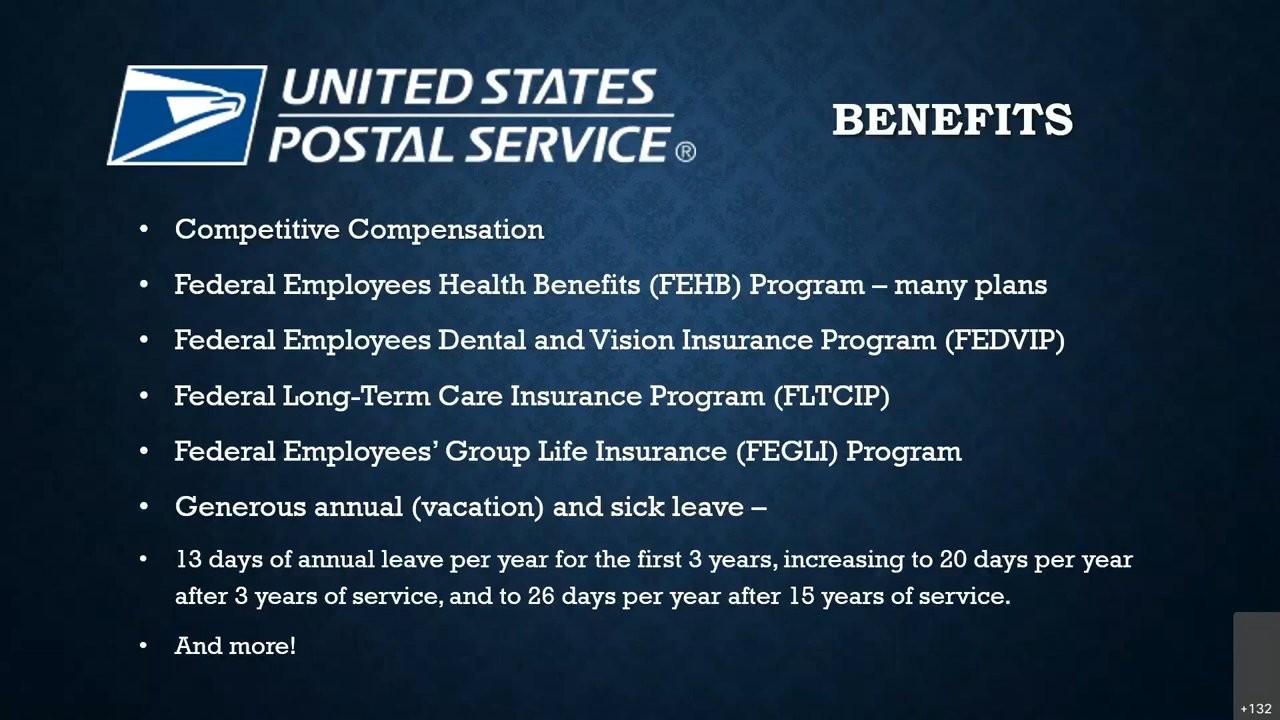 UNITED STATES
POSTAL SERVICE®
BENEFITS
• Competitive Compensation
• Federal Employees Health Benefits (FEHB) Program – many plans
• Federal Employees Dental and Vision Insurance Program (FEDVIP)
• Federal Long-Term Care Insurance Program (FLTCIP)
• Federal Employees’ Group Life Insurance (FEGLI) Program
• Generous annual (vacation) and sick leave –
• 13 days of annual leave per year for the first 3 years, increasing to 20 days per year
after 3 years of service, and to 26 days per year after 15 years of service.
• And more!
+132